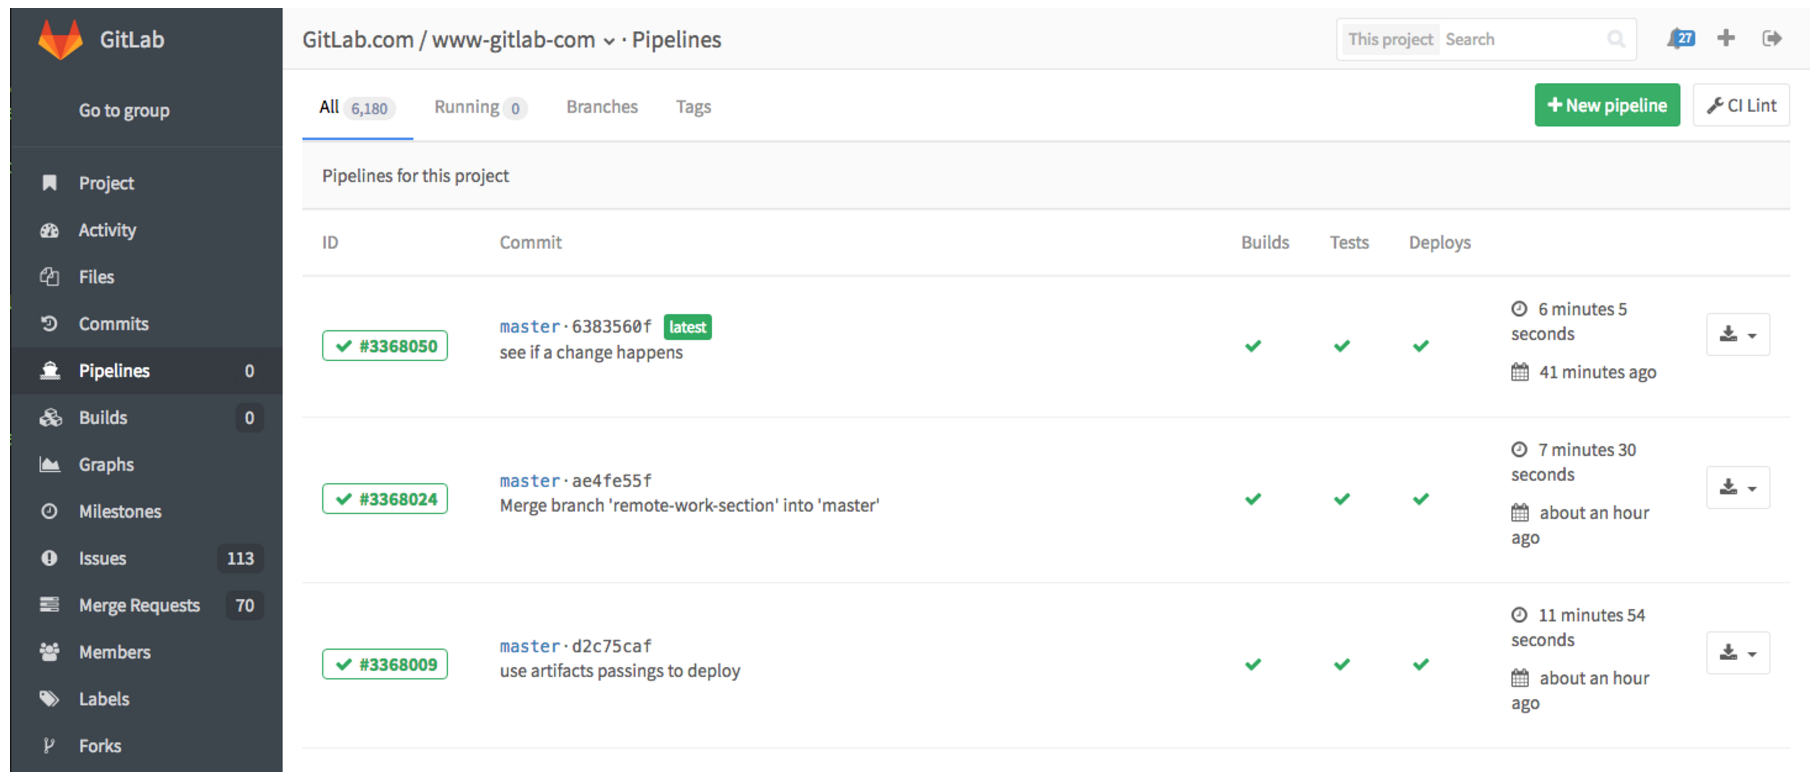 GitLab
GitLab.com / www-gitlab-com · Pipelines
This project Search
27
Go to group
Project
Activity
Files
Commits
Pipelines 0
Builds 0
Graphs
Milestones
Issues 113
Merge Requests 70
Members
Labels
Forks
All 6,180 Running 0 Branches Tags
New pipeline CI Lint
Pipelines for this project
ID Commit Builds Tests Deploys
#3368050
master · 6383560f latest
see if a change happens
6 minutes 5
seconds
41 minutes ago
#3368024
master · ae4fe55f
Merge branch 'remote-work-section' into 'master'
7 minutes 30
seconds
about an hour
ago
#3368009
master · d2c75caf
use artifacts passings to deploy
11 minutes 54
seconds
about an hour
ago